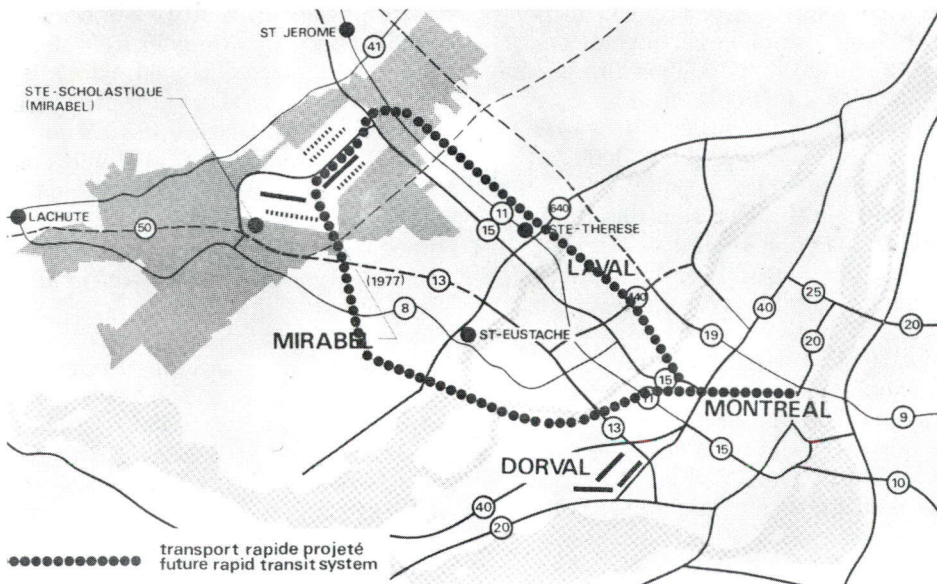 ST JEROME
41
STE-SCHOLASTIQUE
(MIRABEL)
LACHUTE
50
11
15
640
STE-THERESE
LAVAL
(1977)
13
8
MIRABEL
ST-EUSTACHE
440
19
40
25
20
20
15
11
MONTREAL
9
13
15
DORVAL
10
40
20
transport rapide projeté
future rapid transit system